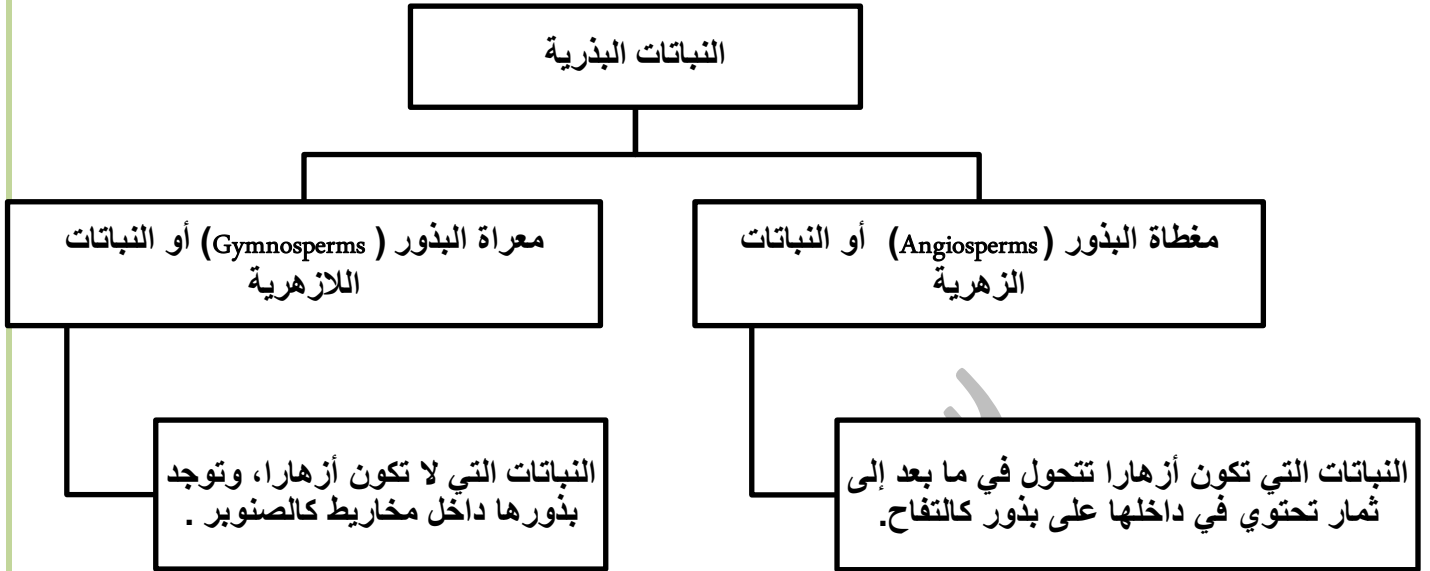 النباتات البذرية
مغطاة البذور (Angiosperms) أو النباتات
الزهرية
معراة البذور ( Gymnosperms) أو النباتات
اللازهرية
النباتات التي تكون أزهارا تتحول في ما بعد إلى
ثمار تحتوي في داخلها على بذور كالتفاح.
النباتات التي لا تكون أزهارا، وتوجد
بذورها داخل مخاريط كالصنوبر .